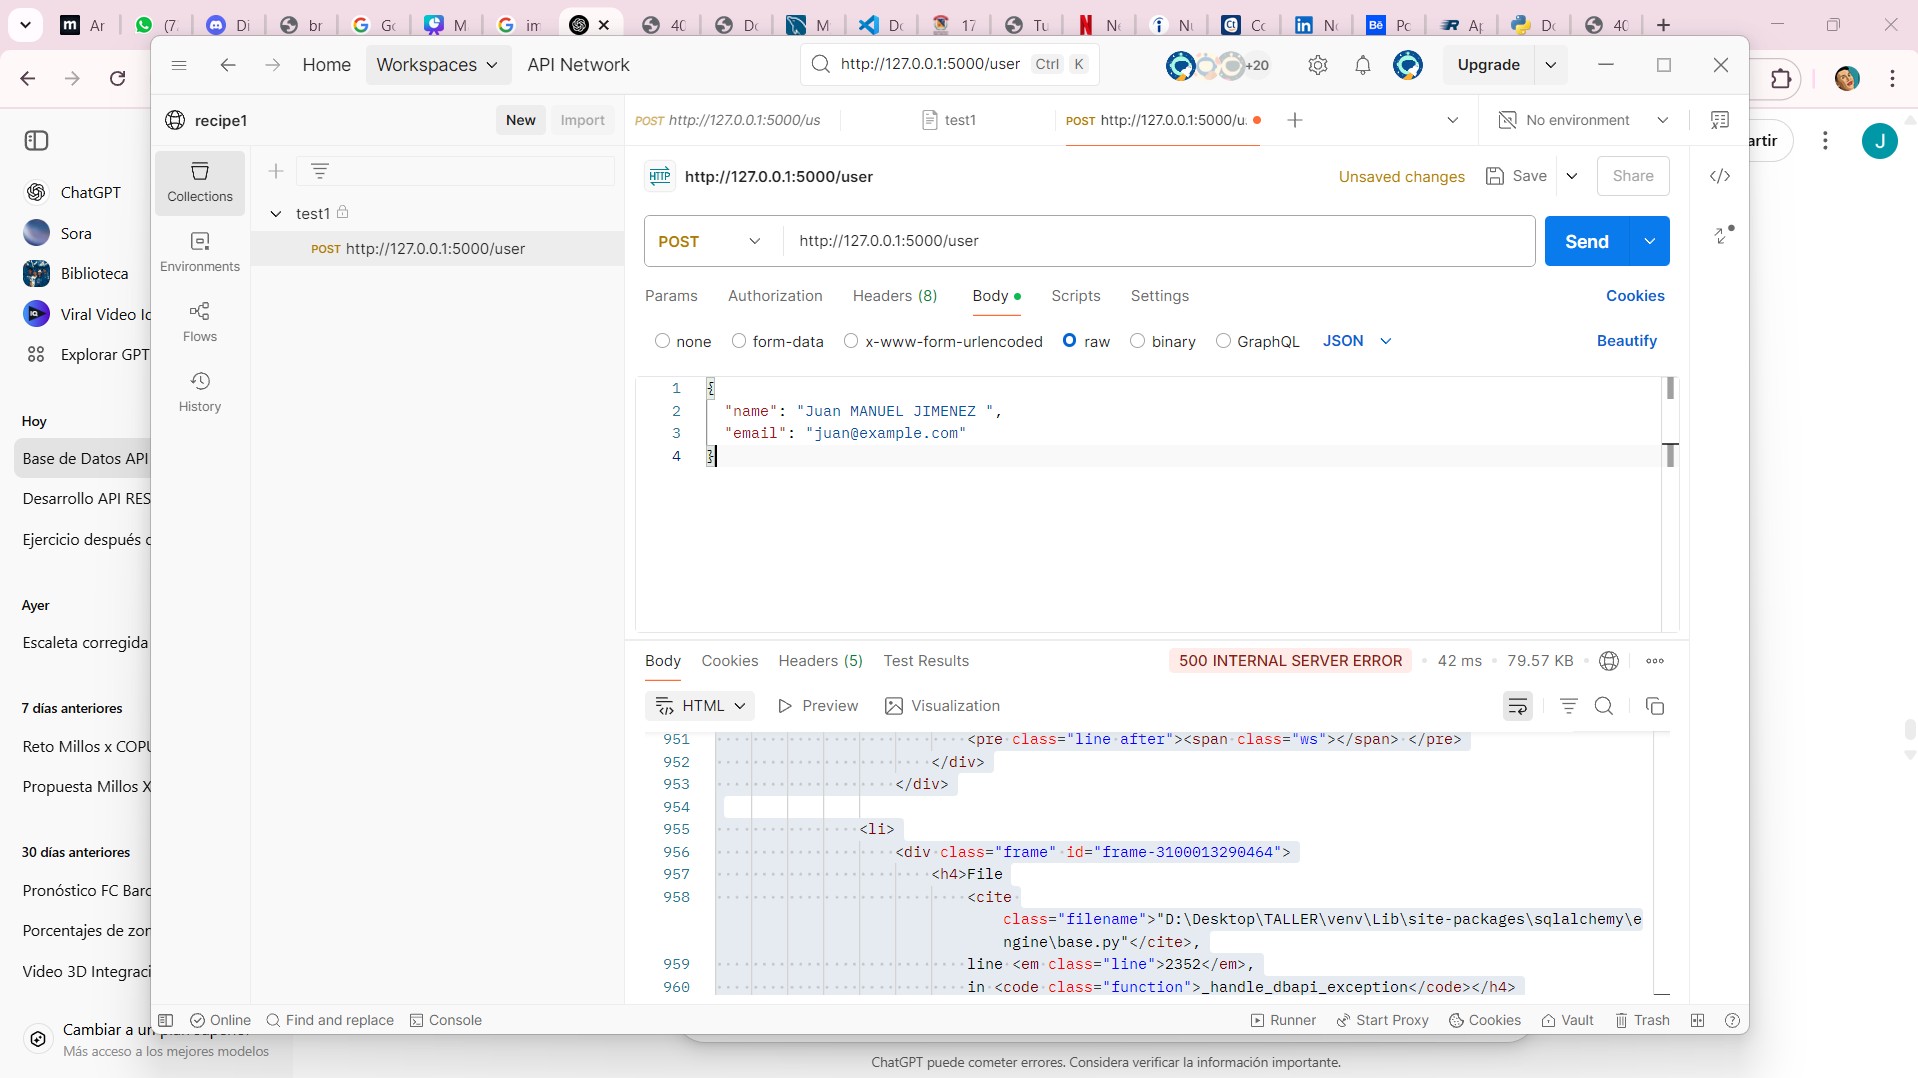 Ar
(7
Di
br
Go
M
im
40
Do
M
Do
17
Tu
Ne
Nu
Co
No
Pc
Ap
Do
40
Home
Workspaces
API Network
http://127.0.0.1:5000/user
Ctrl
K
+20
Upgrade
recipe1
New
Import
POST http://127.0.0.1:5000/us
test1
POST http://127.0.0.1:5000/u.
No environment
artir
J
ChatGPT
Sora
Biblioteca
Viral Video Ic
Explorar GPT
Hoy
Base de Datos API
Desarrollo API RES
Ejercicio después c
Ayer
Escaleta corregida
7 días anteriores
Reto Millos x COPU
Propuesta Millos X
30 días anteriores
Pronóstico FC Barc
Porcentajes de zor
Video 3D Integraci
Cambiar a un plan superior
Más acceso a los mejores modelos
Collections
Environments
Flows
History
test1
POST http://127.0.0.1:5000/user
HTTP
http://127.0.0.1:5000/user
Unsaved changes
Save
Share
POST
http://127.0.0.1:5000/user
Send
Params
Authorization
Headers (8)
Body
Scripts
Settings
Cookies
none
form-data
x-www-form-urlencoded
raw
binary
GraphQL
JSON
Beautify
1 {
2 "name": "Juan MANUEL JIMENEZ ",
3 "email": "juan@example.com"
4 }
Body
Cookies
Headers (5)
Test Results
500 INTERNAL SERVER ERROR
42 ms
79.57 KB
HTML
Preview
Visualization
951 <pre class="line after"><span class="ws"></span> </pre>
952 </div>
953 </div>
954
955 <li>
956 <div class="frame" id="frame-3100013290464">
957 <h4>File
958 <cite
class="filename">"D:\Desktop\TALLER\venv\Lib\site-packages\sqlalchemy\e
ngine\base.py"</cite>,
959 line <em class="line">2352</em>,
960 in <code class="function">_handle_dbapi_exception</code></h4>
Online
Find and replace
Console
Runner
Start Proxy
Cookies
Vault
Trash
ChatGPT puede cometer errores. Considera verificar la información importante.